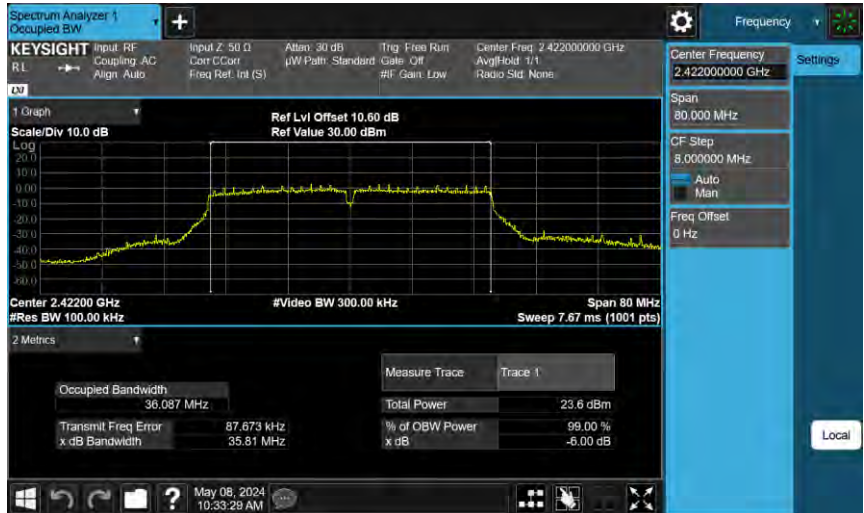 Spectrum Analyzer 1
Occupied BW
+
Frequency
KEYSIGHT
Input: RF
Coupling: AC
Align: Auto
RL
LXI
Input Z: 50 Ω
Corr CCorr
Freq Ref: Int (S)
Atten: 30 dB
µW Path: Standard
Trig: Free Run
Gate: Off
#IF Gain: Low
Center Freq: 2.422000000 GHz
Avg|Hold: 1/1
Radio Std: None
1 Graph
Scale/Div 10.0 dB
Ref Lvl Offset 10.60 dB
Ref Value 30.00 dBm
Log
20.0
10.0
0.00
-10.0
-20.0
-30.0
-40.0
-50.0
-60.0
Center 2.42200 GHz
#Video BW 300.00 kHz
Span 80 MHz
#Res BW 100.00 kHz
Sweep 7.67 ms (1001 pts)
2 Metrics
Measure Trace
Trace 1
Occupied Bandwidth
36.087 MHz
Total Power
23.6 dBm
Transmit Freq Error
87.673 kHz
% of OBW Power
99.00 %
x dB Bandwidth
35.81 MHz
x dB
-6.00 dB
Center Frequency
2.422000000 GHz
Settings
Span
80.000 MHz
CF Step
8.000000 MHz
Auto
Man
Freq Offset
0 Hz
Local
?
May 08, 2024
10:33:29 AM